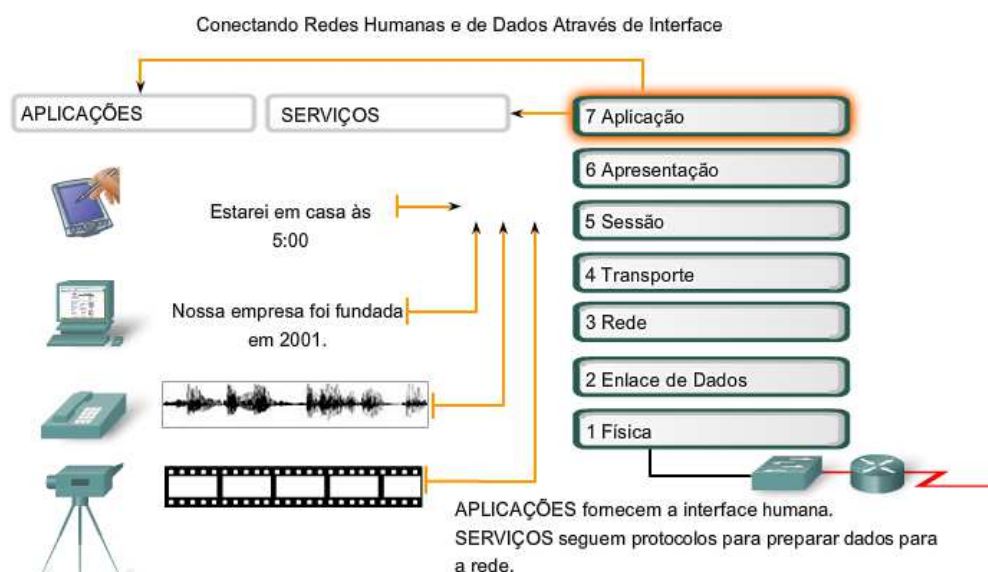 Conectando Redes Humanas e de Dados Através de Interface
APLICAÇÕES
SERVIÇOS
7 Aplicação
6 Apresentação
Estarei em casa às
5:00
5 Sessão
4 Transporte
Nossa empresa foi fundada
em 2001.
3 Rede
2 Enlace de Dados
1 Física
APLICAÇÕES fornecem a interface humana.
SERVIÇOS seguem protocolos para preparar dados para
a rede.